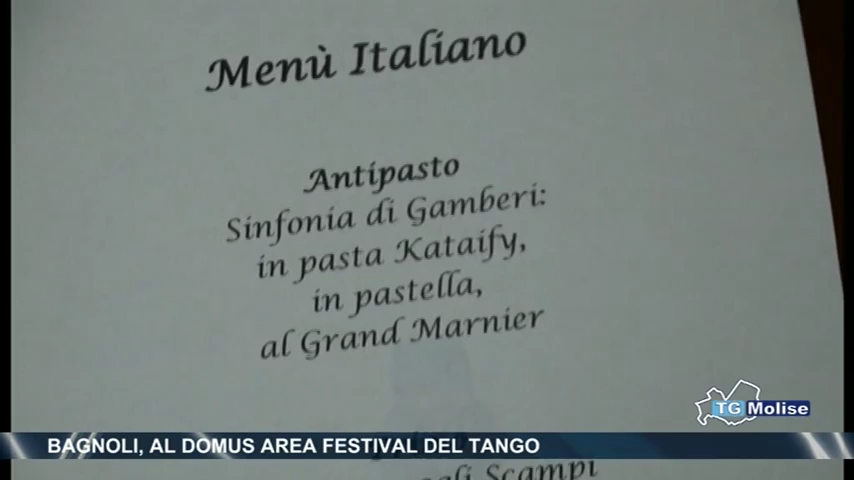 Menù Italiano
Antipasto
Sinfonia di Gamberi:
in pasta Kataify,
in pastella,
al Grand Marnier
TG Molise
BAGNOLI, AL DOMUS AREA FESTIVAL DEL TANGO
Scampi